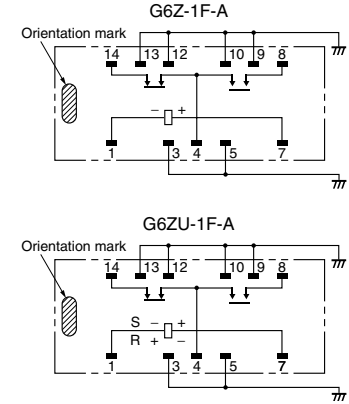 G6Z-1F-A
Orientation mark
14 13 12 10 9 8
− +
1 3 4 5 7
G6ZU-1F-A
Orientation mark
14 13 12 10 9 8
S − +
R + −
1 3 4 5 7